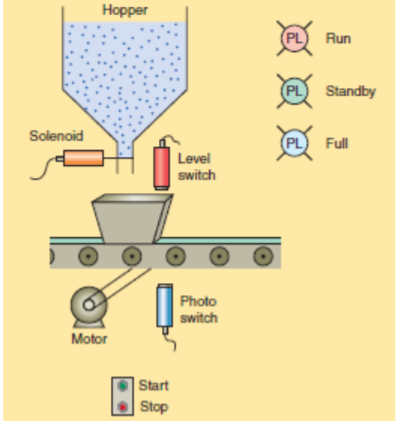 Hopper
PL Run
PL Standby
PL Full
Solenoid
Level
switch
Photo
switch
Motor
Start
Stop